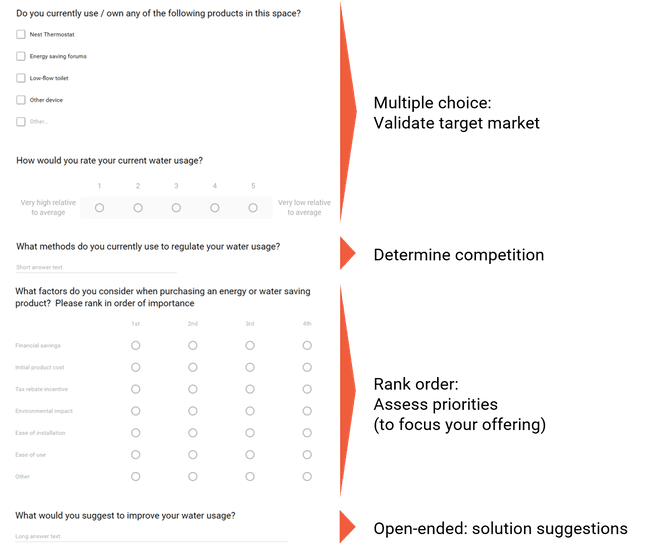 Do you currently use / own any of the following products in this space?
Nest Thermostat
Energy saving forums
Low-flow toilet
Other device
Other...
Multiple choice:
Validate target market
How would you rate your current water usage?
1 2 3 4 5
Very high relative
to average
Very low relative
to average
What methods do you currently use to regulate your water usage?
Short answer text
Determine competition
What factors do you consider when purchasing an energy or water saving
product? Please rank in order of importance
1st 2nd 3rd 4th
Financial savings
Initial product cost
Tax rebate incentive
Environmental impact
Ease of installation
Ease of use
Other
Rank order:
Assess priorities
(to focus your offering)
What would you suggest to improve your water usage?
Long answer text
Open-ended: solution suggestions